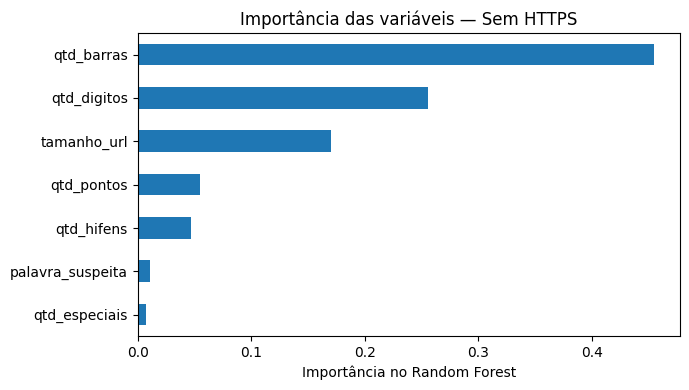 Importância das variáveis — Sem HTTPS
qtd_barras
qtd_digitos
tamanho_url
qtd_pontos
qtd_hifens
palavra_suspeita
qtd_especiais
0.0 0.1 0.2 0.3 0.4
Importância no Random Forest